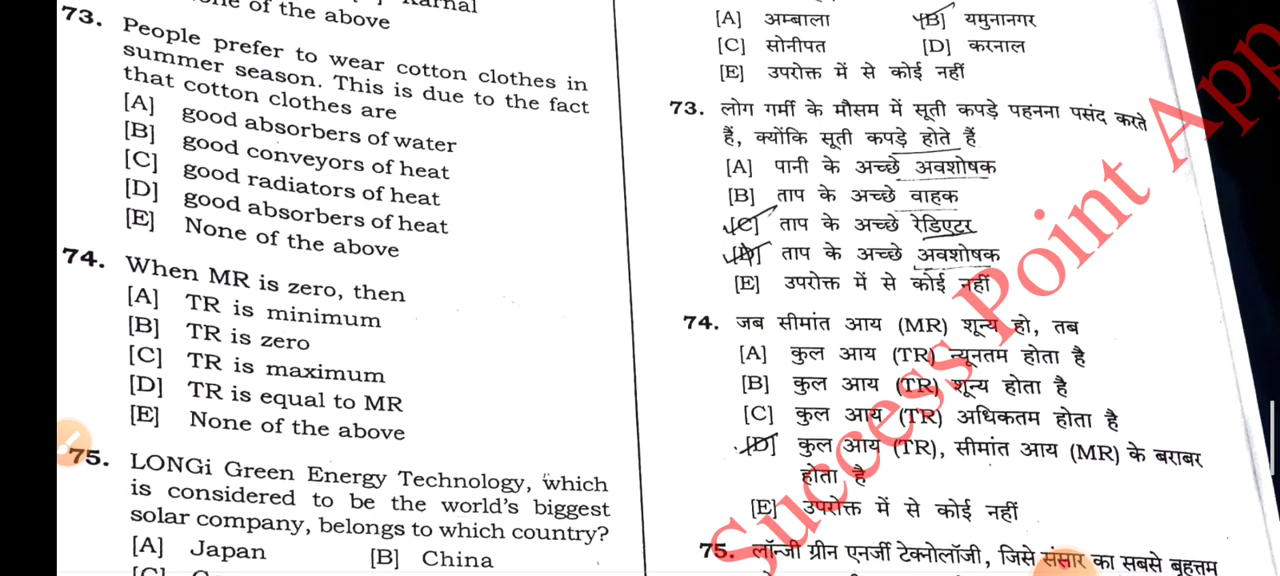 of the above
73. People prefer to wear cotton clothes in
summer season. This is due to the fact
that cotton clothes are
[A] good absorbers of water
[B] good conveyors of heat
[C] good radiators of heat
[D] good absorbers of heat
[E] None of the above
74. When MR is zero, then
[A] TR is minimum
[B] TR is zero
[C] TR is maximum
[D] TR is equal to MR
[E] None of the above
75. LONGi Green Energy Technology, which
is considered to be the world's biggest
solar company, belongs to which country?
[A] Japan [B] China
[A] अम्बाला [B] यमुनानगर
[C] सोनीपत [D] करनाल
[E] उपरोक्त में से कोई नहीं
73. लोग गर्मी के मौसम में सूती कपड़े पहनना पसंद करते
हैं, क्योंकि सूती कपड़े होते हैं
[A] पानी के अच्छे अवशोषक
[B] ताप के अच्छे वाहक
[C] ताप के अच्छे रेडिएटर
[D] ताप के अच्छे अवशोषक
[E] उपरोक्त में से कोई नहीं
74. जब सीमांत आय (MR) शून्य हो, तब
[A] कुल आय (TR) न्यूनतम होता है
[B] कुल आय (TR) शून्य होता है
[C] कुल आय (TR) अधिकतम होता है
[D] कुल आय (TR), सीमांत आय (MR) के बराबर
होता है
[E] उपरोक्त में से कोई नहीं
75. लॉन्जी ग्रीन एनर्जी टेक्नोलॉजी, जिसे संसार का सबसे बृहत्तम
Success Point App